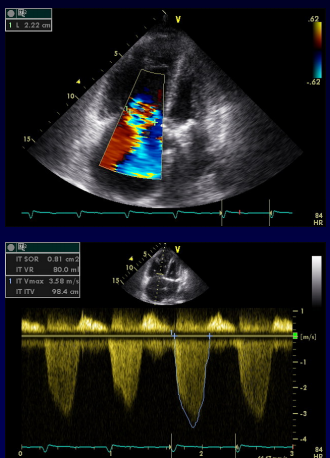 V
1 L 2.22 cm
.62
5
10
15
-.62
84
HR
V
IT SOR 0.81 cm2
IT VR 80.0 ml
1 IT Vmax 3.58 m/s
IT ITV 98.4 cm
5
10
15
1
[m/s]
-1
-2
-3
-4
0
2
3
84
HR